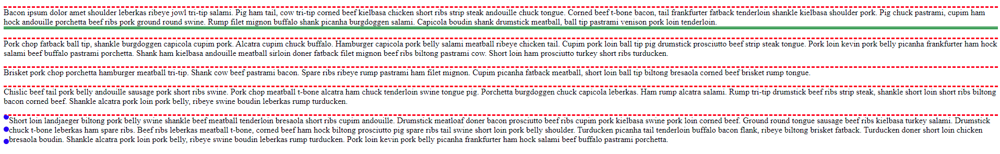 Bacon ipsum dolor amet shoulder leberkas ribeye jowl tri-tip salami. Pig ham tail, cow tri-tip corned beef kielbasa chicken short ribs strip steak andouille chuck tongue. Corned beef t-bone bacon, tail frankfurter fatback tenderloin shankle kielbasa shoulder pork. Pig chuck pastrami, cupim ham
hock andouille porchetta beef ribs pork ground round swine. Rump filet mignon buffalo shank picanha burgdoggen salami. Capicola boudin shank drumstick meatball, ball tip pastrami venison pork loin tenderloin.
Pork chop fatback ball tip, shankle burgdoggen capicola cupim pork. Alcatra cupim chuck buffalo. Hamburger capicola pork belly salami meatball ribeye chicken tail. Cupim pork loin ball tip pig drumstick prosciutto beef strip steak tongue. Pork loin kevin pork belly picanha frankfurter ham hock
salami beef buffalo pastrami porchetta. Shank ham kielbasa andouille meatball sirloin doner fatback filet mignon beef ribs biltong pastrami cow. Short loin ham prosciutto turkey short ribs turducken.
Brisket pork chop porchetta hamburger meatball tri-tip. Shank cow beef pastrami bacon. Spare ribs ribeye rump pastrami ham filet mignon. Cupim picanha fatback meatball, short loin ball tip biltong bresaola corned beef brisket rump tongue.
Chislic beef tail pork belly andouille sausage pork short ribs swine. Pork chop meatball t-bone alcatra ham chuck tenderloin swine tongue pig. Porchetta burgdoggen chuck capicola leberkas. Ham rump alcatra salami. Rump tri-tip drumstick beef ribs strip steak, shankle short loin short ribs biltong
bacon corned beef. Shankle alcatra pork loin pork belly, ribeye swine boudin leberkas rump turducken.
Short loin landjaeger biltong pork belly swine shankle beef meatball tenderloin bresaola short ribs cupim andouille. Drumstick meatloaf doner bacon prosciutto beef ribs cupim pork kielbasa swine pork loin corned beef. Ground round tongue sausage beef ribs kielbasa turkey salami. Drumstick
chuck t-bone leberkas ham spare ribs. Beef ribs leberkas meatball t-bone, corned beef ham hock biltong prosciutto pig spare ribs tail swine short loin pork belly shoulder. Turducken picanha tail tenderloin buffalo bacon flank, ribeye biltong brisket fatback. Turducken doner short loin chicken
bresaola boudin. Shankle alcatra pork loin pork belly, ribeye swine boudin leberkas rump turducken. Pork loin kevin pork belly picanha frankfurter ham hock salami beef buffalo pastrami porchetta.